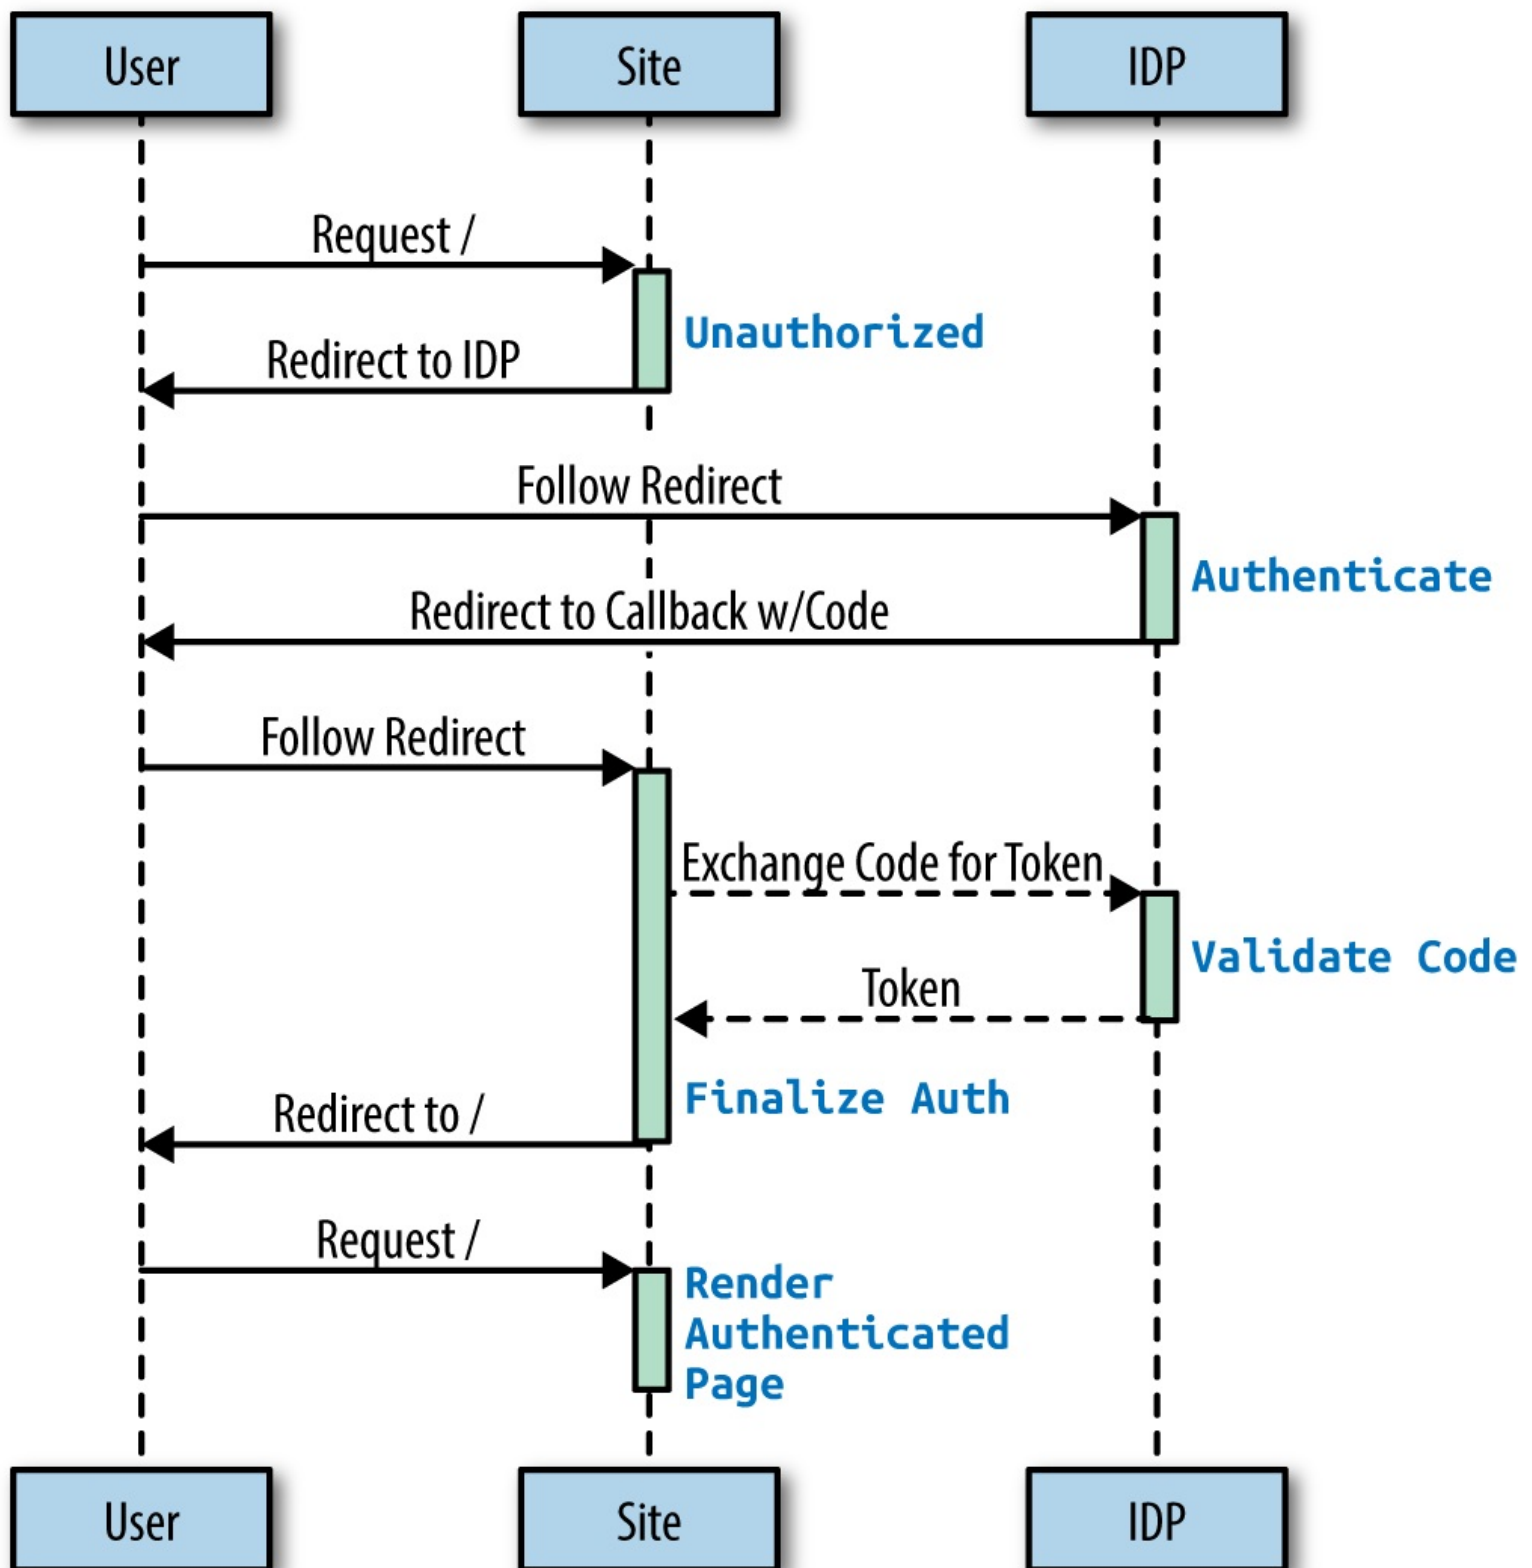 User
Site
IDP
Request /
Unauthorized
Redirect to IDP
Follow Redirect
Authenticate
Redirect to Callback w/Code
Follow Redirect
Exchange Code for Token
Validate Code
Token
Finalize Auth
Redirect to /
Request /
Render
Authenticated
Page
User
Site
IDP